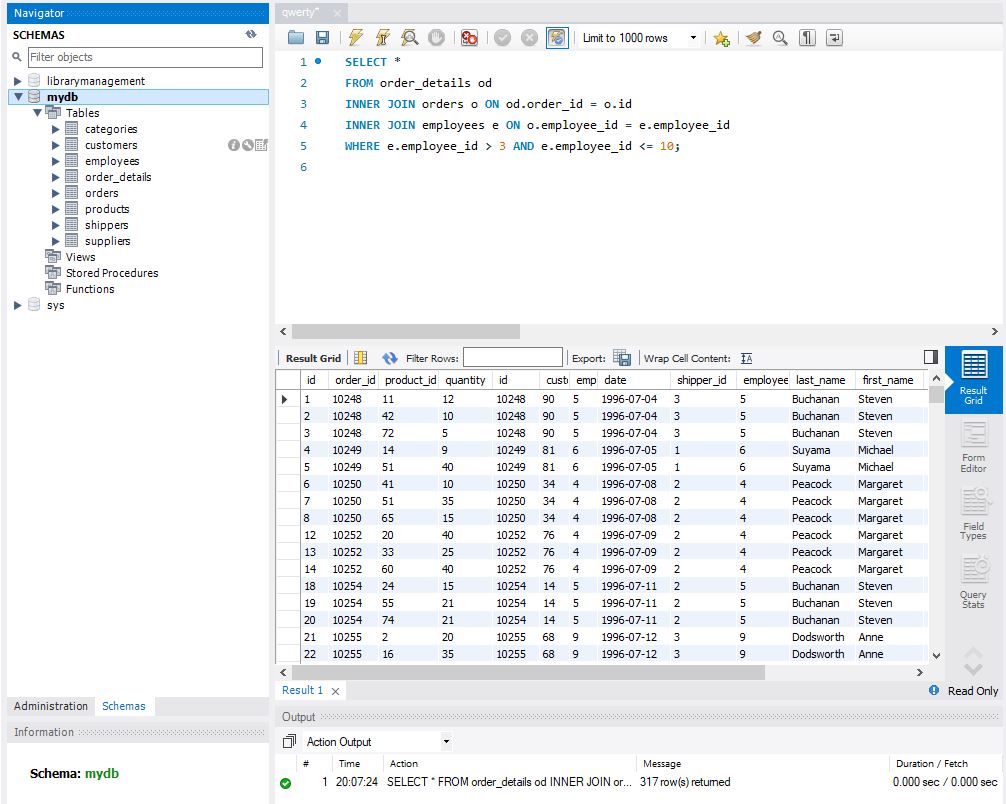 Navigator
SCHEMAS
Filter objects
librarymanagement
mydb
Tables
categories
customers
employees
order_details
orders
products
shippers
suppliers
Views
Stored Procedures
Functions
sys
Administration Schemas
Information
Schema: mydb
qwerty*
Limit to 1000 rows
1 SELECT *
2 FROM order_details od
3 INNER JOIN orders o ON od.order_id = o.id
4 INNER JOIN employees e ON o.employee_id = e.employee_id
5 WHERE e.employee_id > 3 AND e.employee_id <= 10;
6
Result Grid Filter Rows: Export: Wrap Cell Content:
id order_id product_id quantity id cust emp date shipper_id employee last_name first_name
1 10248 11 12 10248 90 5 1996-07-04 3 5 Buchanan Steven
2 10248 42 10 10248 90 5 1996-07-04 3 5 Buchanan Steven
3 10248 72 5 10248 90 5 1996-07-04 3 5 Buchanan Steven
4 10249 14 9 10249 81 6 1996-07-05 1 6 Suyama Michael
5 10249 51 40 10249 81 6 1996-07-05 1 6 Suyama Michael
6 10250 41 10 10250 34 4 1996-07-08 2 4 Peacock Margaret
7 10250 51 35 10250 34 4 1996-07-08 2 4 Peacock Margaret
8 10250 65 15 10250 34 4 1996-07-08 2 4 Peacock Margaret
12 10252 20 40 10252 76 4 1996-07-09 2 4 Peacock Margaret
13 10252 33 25 10252 76 4 1996-07-09 2 4 Peacock Margaret
14 10252 60 40 10252 76 4 1996-07-09 2 4 Peacock Margaret
18 10254 24 15 10254 14 5 1996-07-11 2 5 Buchanan Steven
19 10254 55 21 10254 14 5 1996-07-11 2 5 Buchanan Steven
20 10254 74 21 10254 14 5 1996-07-11 2 5 Buchanan Steven
21 10255 2 20 10255 68 9 1996-07-12 3 9 Dodsworth Anne
22 10255 16 35 10255 68 9 1996-07-12 3 9 Dodsworth Anne
Result
Grid
Form
Editor
Field
Types
Query
Stats
Result 1
Read Only
Output
Action Output
# Time Action Message Duration / Fetch
1 20:07:24 SELECT * FROM order_details od INNER JOIN or... 317 row(s) returned 0.000 sec / 0.000 sec